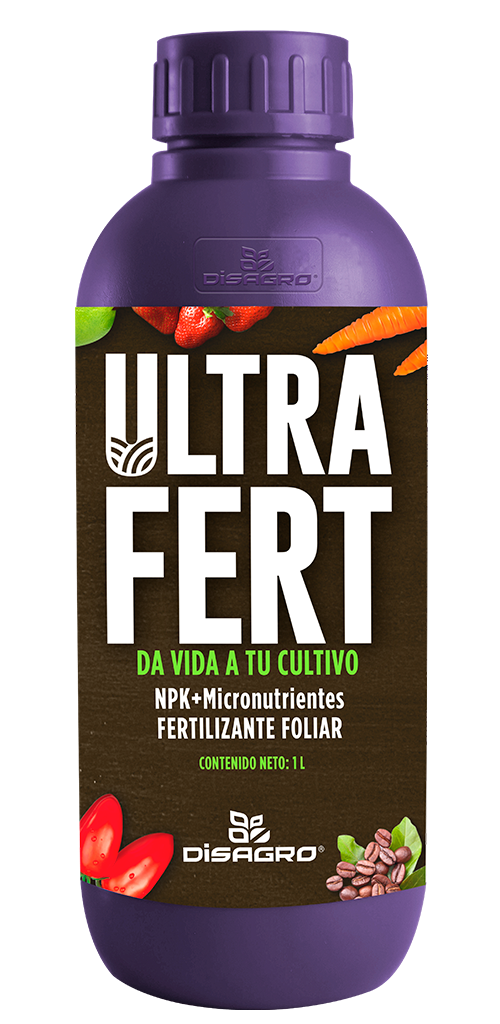 DiSAGRO
ULTRA
FERT
DA VIDA A TU CULTIVO
NPK+Micronutrientes
FERTILIZANTE FOLIAR
CONTENIDO NETO: 1 L
DiSAGRO®